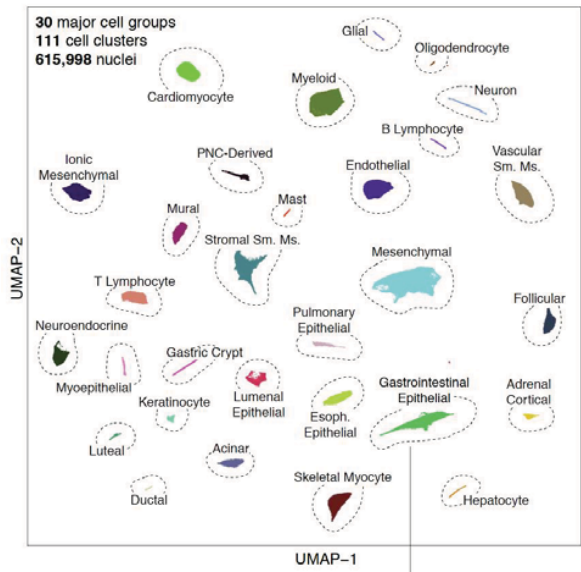 30 major cell groups
111 cell clusters
615,998 nuclei
Glial
Oligodendrocyte
Cardiomyocyte
Myeloid
Neuron
B Lymphocyte
Ionic
Mesenchymal
PNC-Derived
Endothelial
Vascular
Sm. Ms.
Mural
Mast
Stromal Sm. Ms.
Mesenchymal
T Lymphocyte
Follicular
Neuroendocrine
Pulmonary
Epithelial
Myoepithelial
Gastric Crypt
Lumenal
Epithelial
Gastrointestinal
Epithelial
Adrenal
Cortical
Keratinocyte
Esoph.
Epithelial
Luteal
Acinar
Ductal
Skeletal Myocyte
Hepatocyte
UMAP-1
UMAP-2